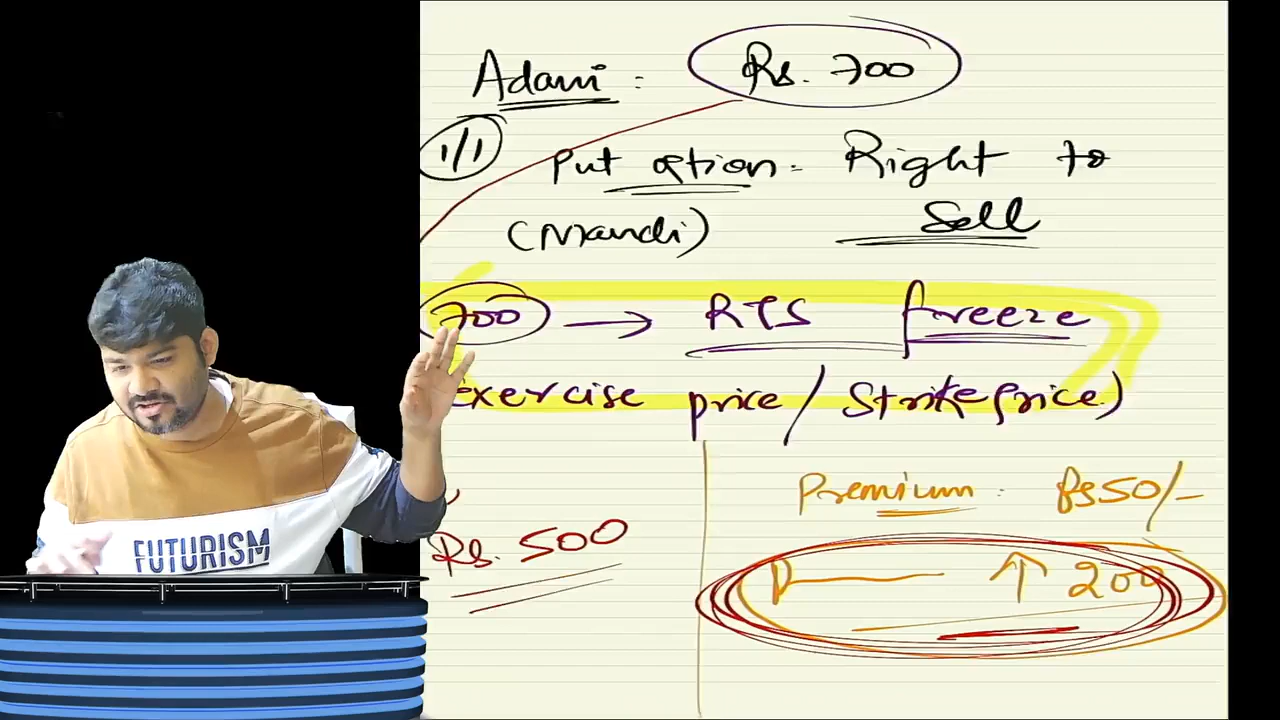 Adani : Rs. 700
1/1
Put option = Right to
(Mandi) Sell
700 → RTS freeze
exercise price / Strike price)
Premium : Rs 50/-
Rs. 500
P ↑ 200
FUTURISM